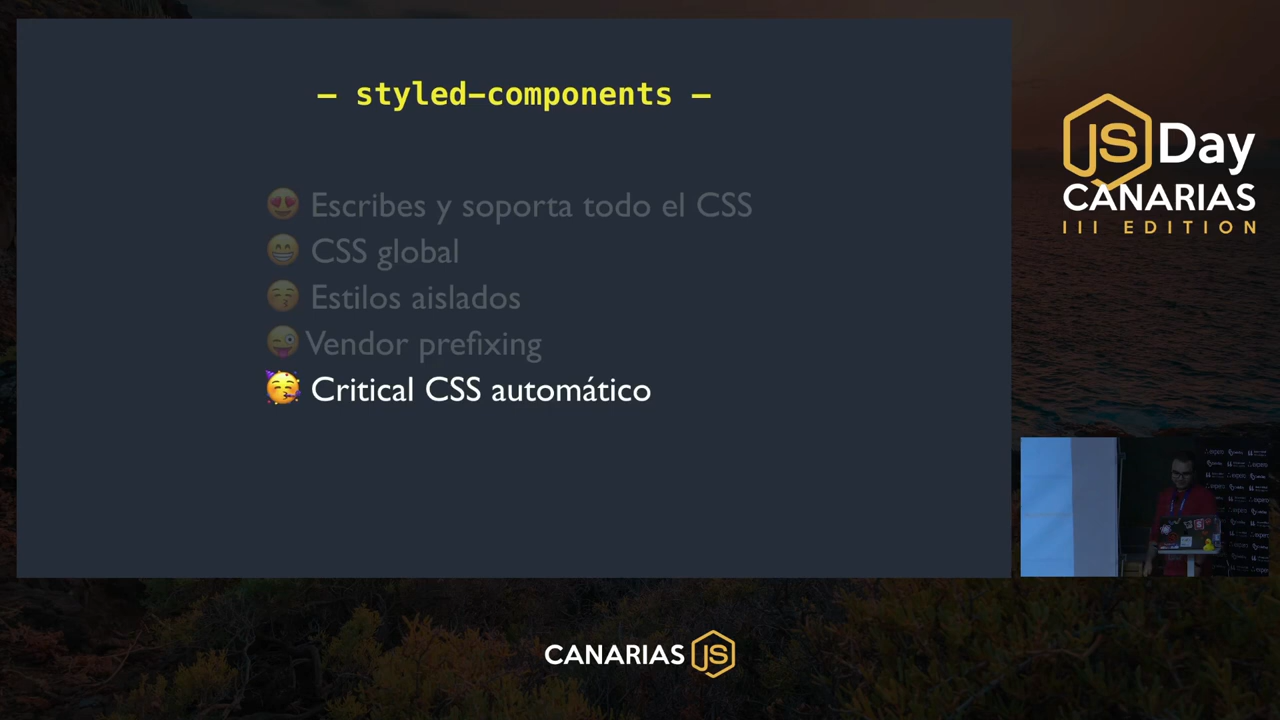 – styled-components –
😍 Escribes y soporta todo el CSS
😁 CSS global
😚 Estilos aislados
😜 Vendor prefixing
🥳 Critical CSS automático
JS Day
CANARIAS
III EDITION
CANARIAS JS